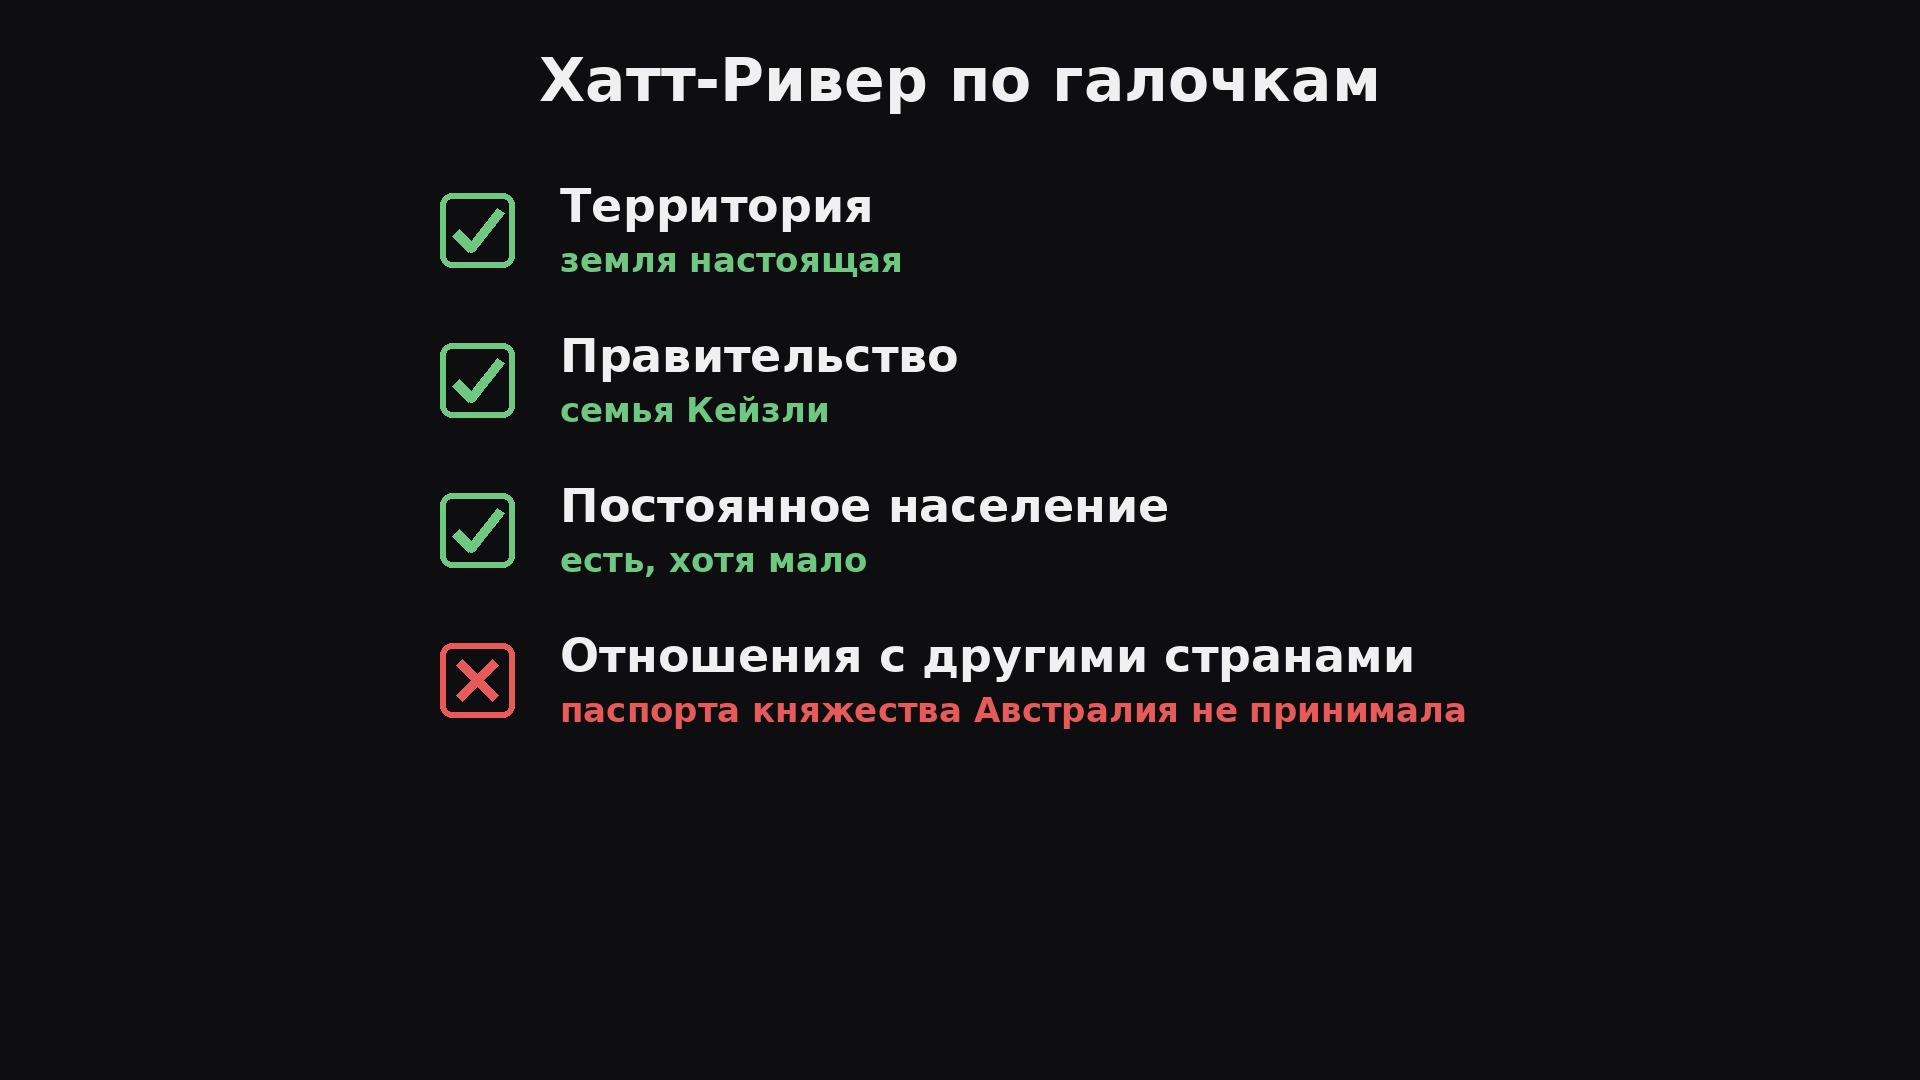 Хатт-Ривер по галочкам
Территория
земля настоящая
Правительство
семья Кейзли
Постоянное население
есть, хотя мало
Отношения с другими странами
паспорта княжества Австралия не принимала